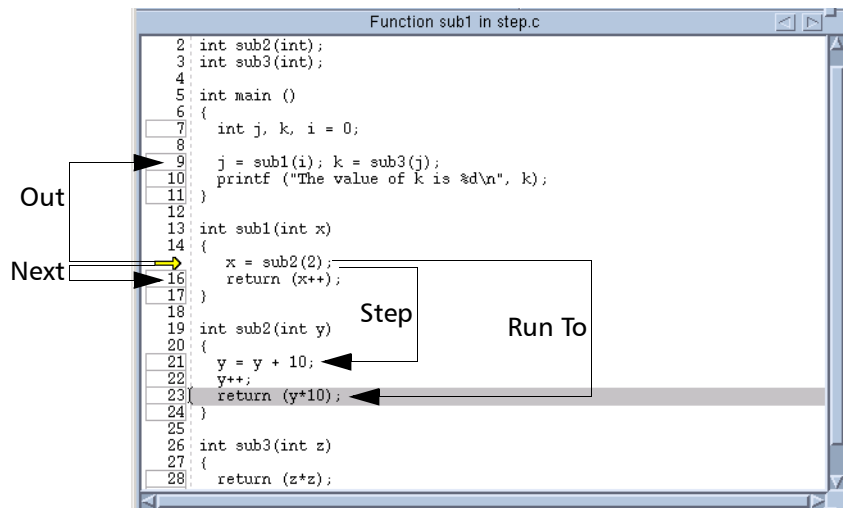 Function sub1 in step.c
2 int sub2(int);
3 int sub3(int);
4
5 int main ()
6 {
7 int j, k, i = 0;
8
9 j = sub1(i); k = sub3(j);
10 printf ("The value of k is %d\n", k);
11 }
12
13 int sub1(int x)
14 {
x = sub2(2);
16 return (x++);
17 }
18
19 int sub2(int y)
20 {
21 y = y + 10;
22 y++;
23 return (y*10);
24 }
25
26 int sub3(int z)
27 {
28 return (z*z);
Out
Next
Step
Run To